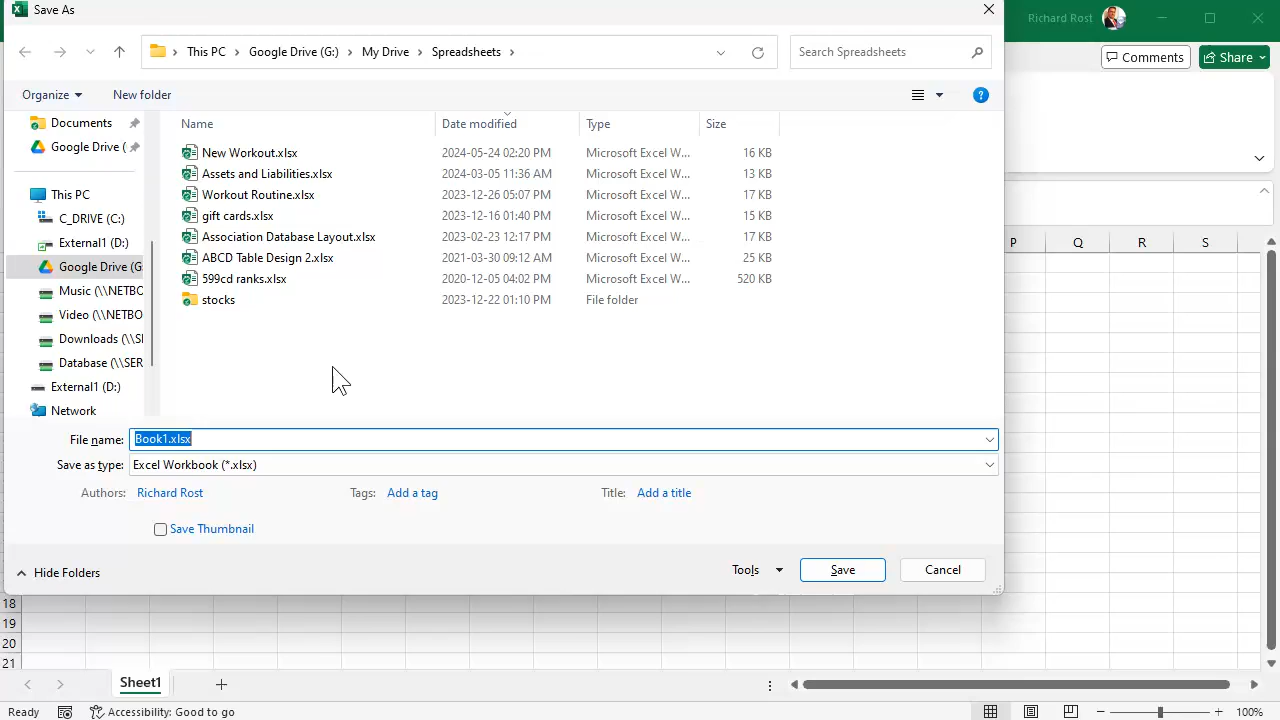 Save As
Richard Rost
This PC > Google Drive (G:) > My Drive > Spreadsheets >
Search Spreadsheets
Comments
Share
Organize
New folder
Documents
Google Drive (
This PC
C_DRIVE (C:)
External1 (D:)
Google Drive (G
Music (\\NETBO
Video (\\NETBO
Downloads (\\SE
Database (\\SER
External1 (D:)
Network
Name Date modified Type Size
New Workout.xlsx 2024-05-24 02:20 PM Microsoft Excel W... 16 KB
Assets and Liabilities.xlsx 2024-03-05 11:36 AM Microsoft Excel W... 13 KB
Workout Routine.xlsx 2023-12-26 05:07 PM Microsoft Excel W... 17 KB
gift cards.xlsx 2023-12-16 01:40 PM Microsoft Excel W... 15 KB
Association Database Layout.xlsx 2023-02-23 12:17 PM Microsoft Excel W... 17 KB
ABCD Table Design 2.xlsx 2021-03-30 09:12 AM Microsoft Excel W... 25 KB
599cd ranks.xlsx 2020-12-05 04:02 PM Microsoft Excel W... 520 KB
stocks 2023-12-22 01:10 PM File folder
P Q R S
File name: Book1.xlsx
Save as type: Excel Workbook (*.xlsx)
Authors: Richard Rost Tags: Add a tag Title: Add a title
Save Thumbnail
Hide Folders
Tools
Save
Cancel
18
19
20
21
Sheet1
Ready
Accessibility: Good to go
100%